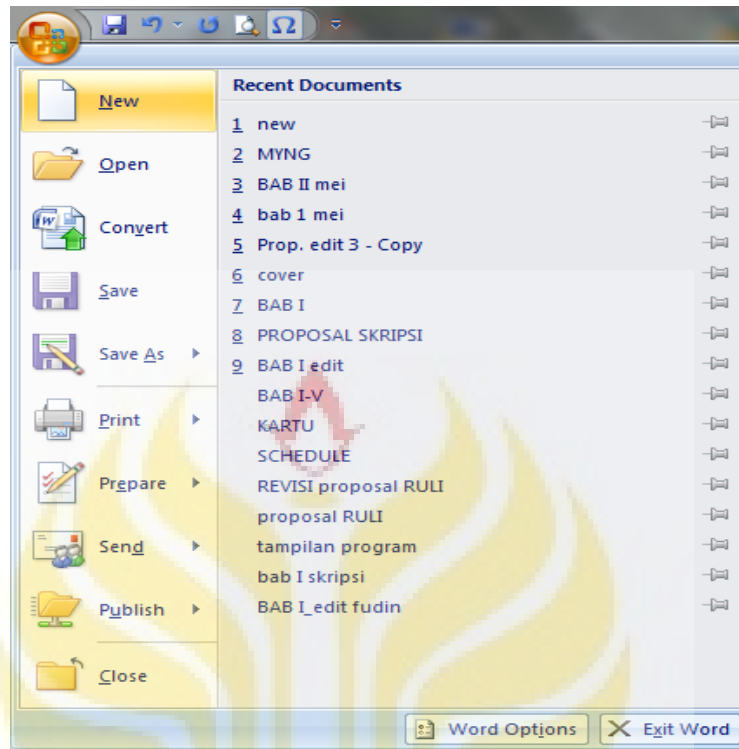 New
Open
Convert
Save
Save As
Print
Prepare
Send
Publish
Close
Recent Documents
1 new
2 MYNG
3 BAB II mei
4 bab 1 mei
5 Prop. edit 3 - Copy
6 cover
7 BAB I
8 PROPOSAL SKRIPSI
9 BAB I edit
BAB I-V
KARTU
SCHEDULE
REVISI proposal RULI
proposal RULI
tampilan program
bab I skripsi
BAB I_edit fudin
Word Options
Exit Word